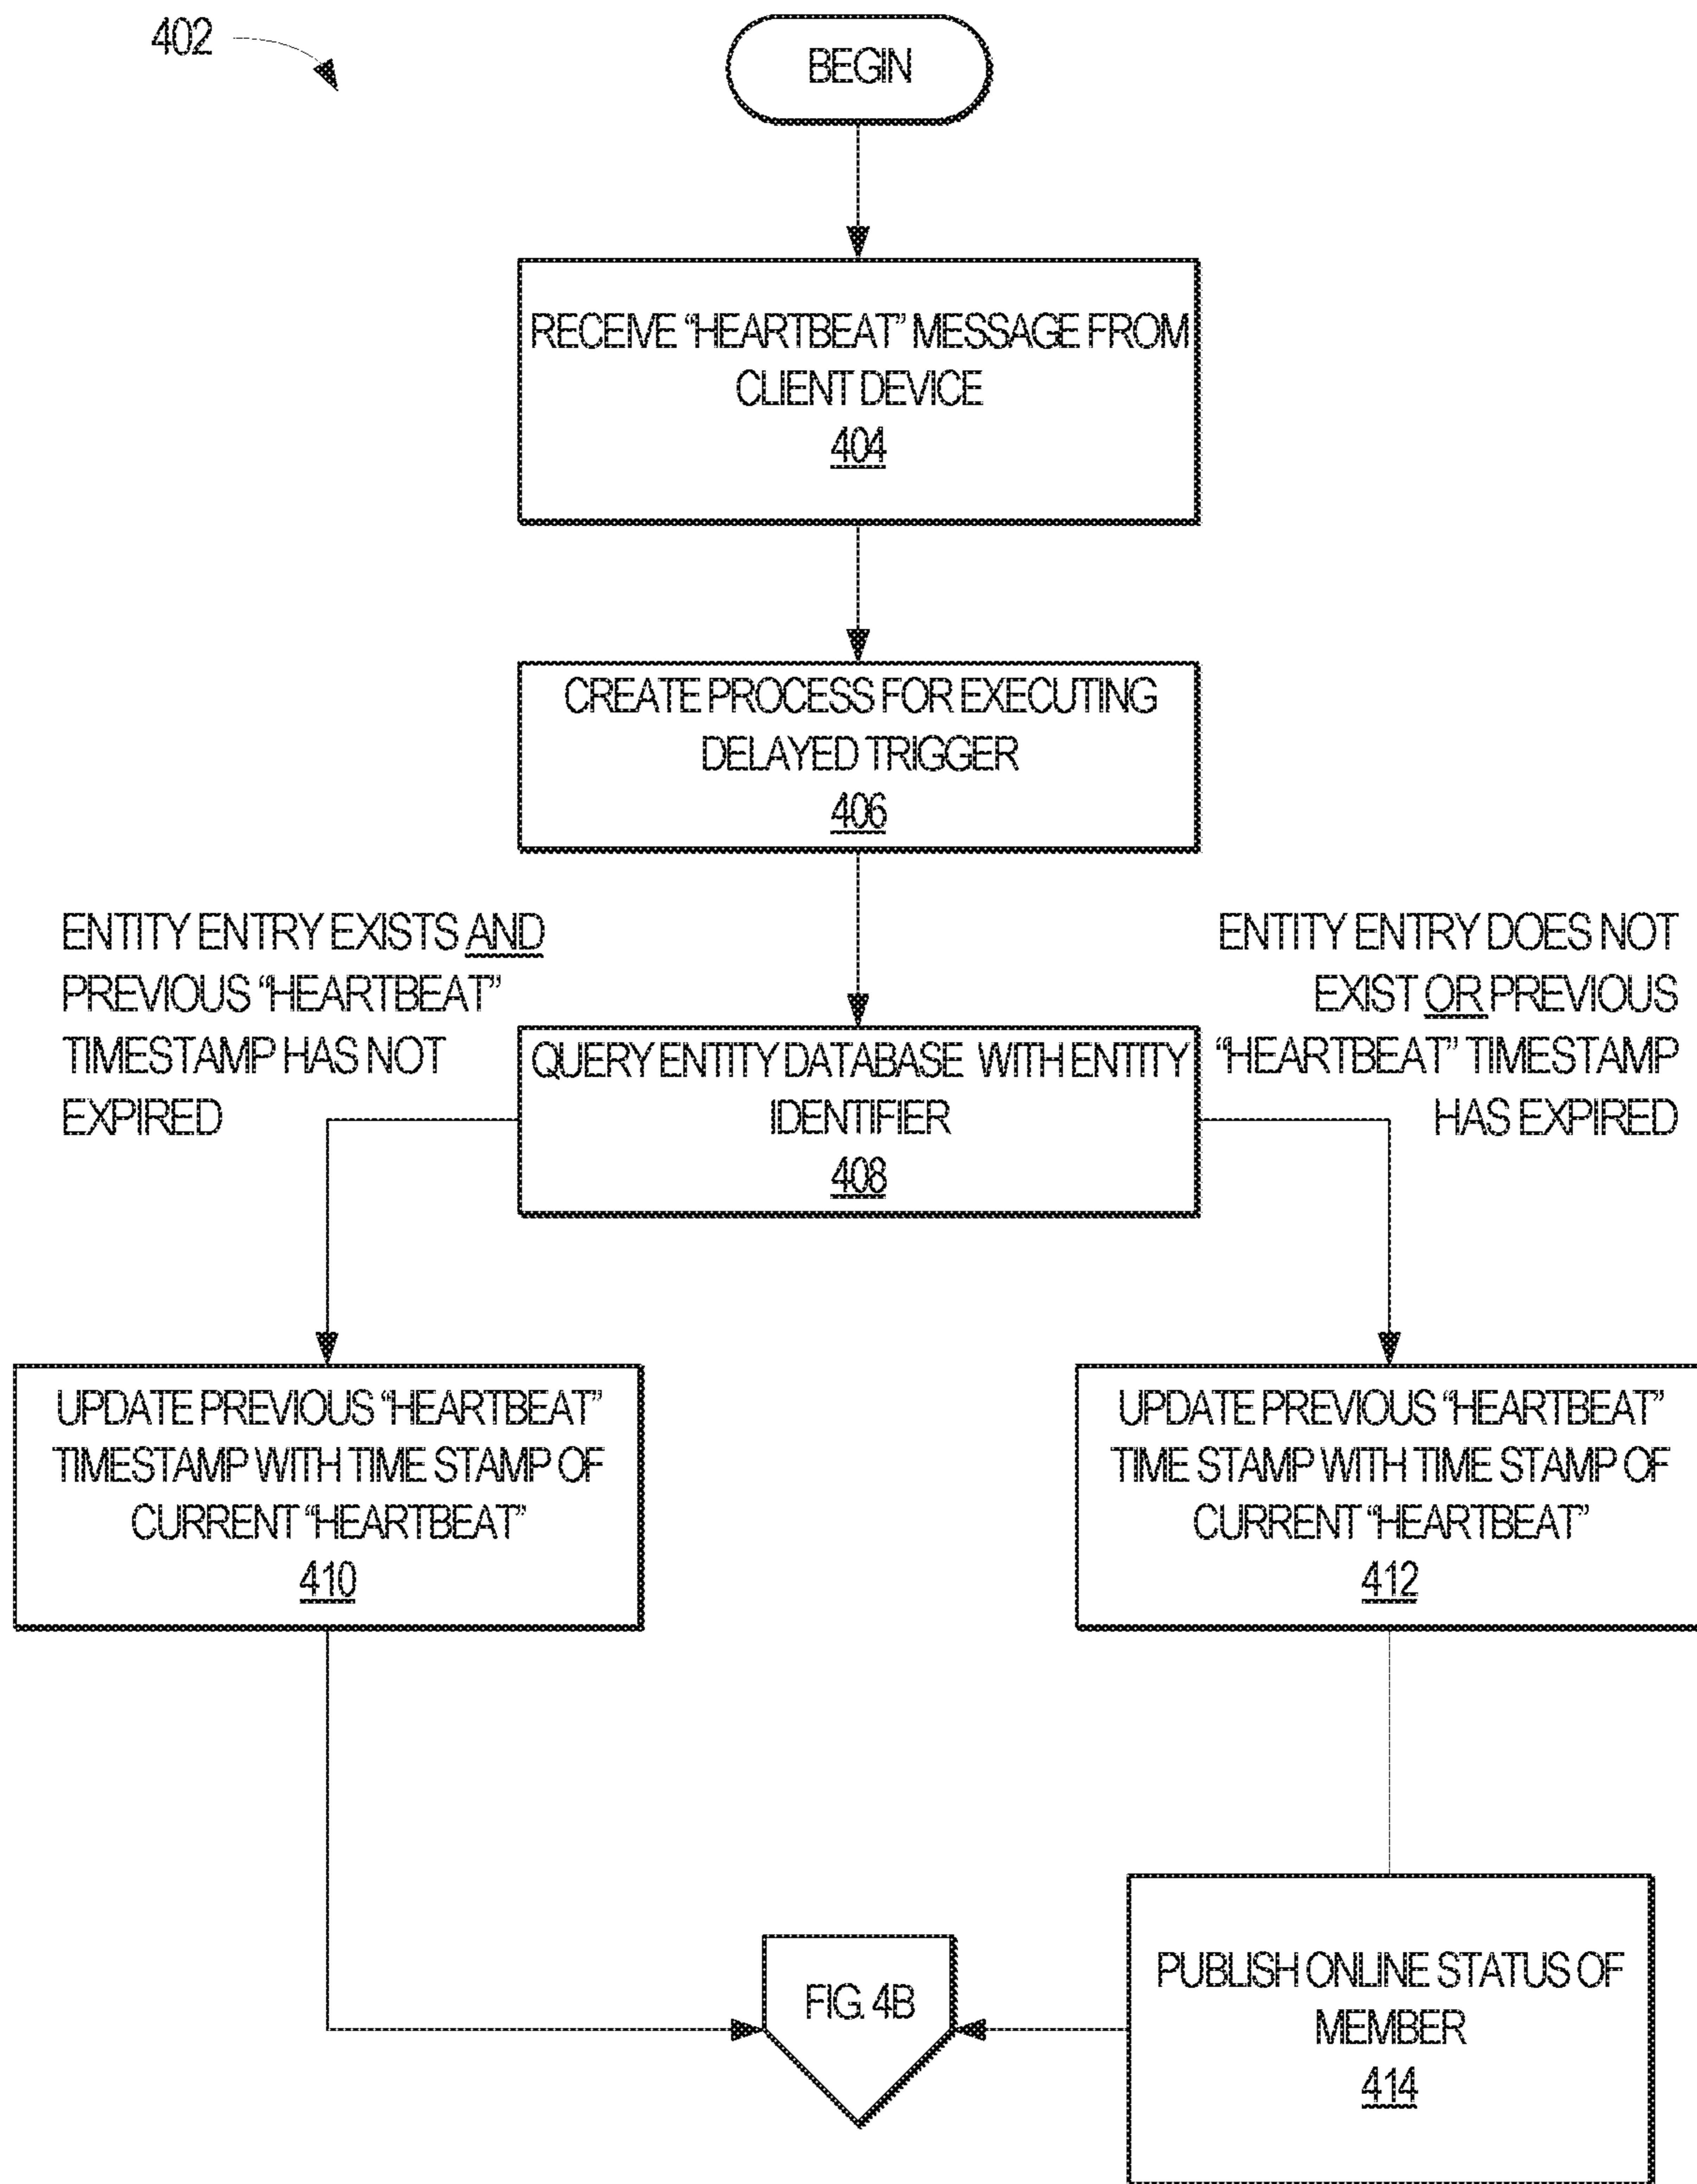 402
BEGIN
RECEIVE “HEARTBEAT” MESSAGE FROM
CLIENT DEVICE
404
CREATE PROCESS FOR EXECUTING
DELAYED TRIGGER
406
ENTITY ENTRY EXISTS AND
PREVIOUS “HEARTBEAT”
TIMESTAMP HAS NOT
EXPIRED
ENTITY ENTRY DOES NOT
EXIST OR PREVIOUS
“HEARTBEAT” TIMESTAMP
HAS EXPIRED
QUERY ENTITY DATABASE WITH ENTITY
IDENTIFIER
408
UPDATE PREVIOUS “HEARTBEAT”
TIMESTAMP WITH TIME STAMP OF
CURRENT “HEARTBEAT”
410
UPDATE PREVIOUS “HEARTBEAT”
TIME STAMP WITH TIME STAMP OF
CURRENT “HEARTBEAT”
412
FIG. 4B
PUBLISH ONLINE STATUS OF
MEMBER
414